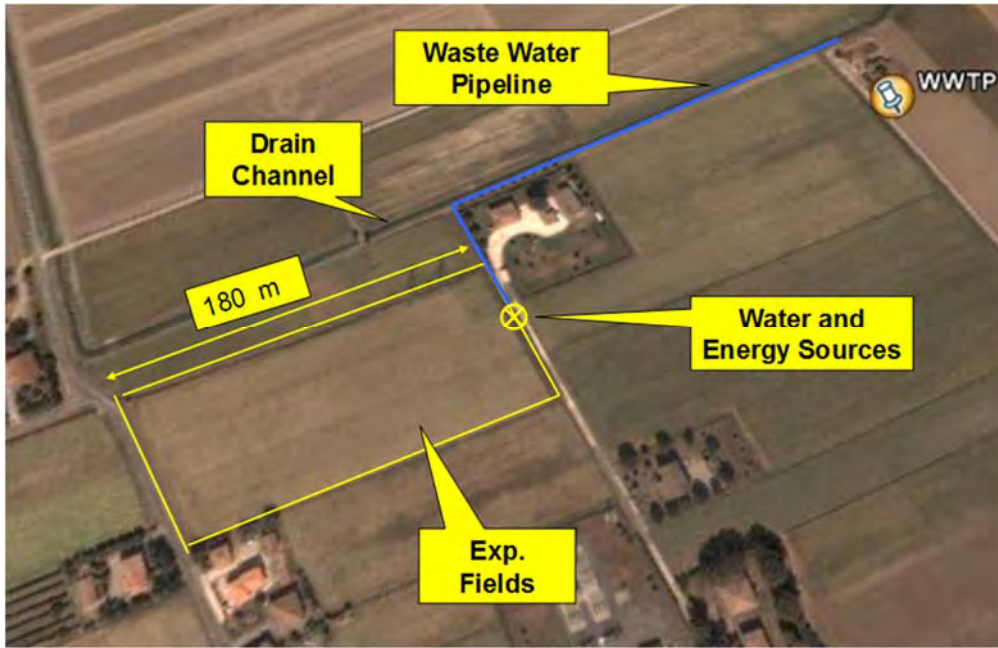 Waste Water
Pipeline
WWTP
Drain
Channel
180 m
Water and
Energy Sources
Exp.
Fields